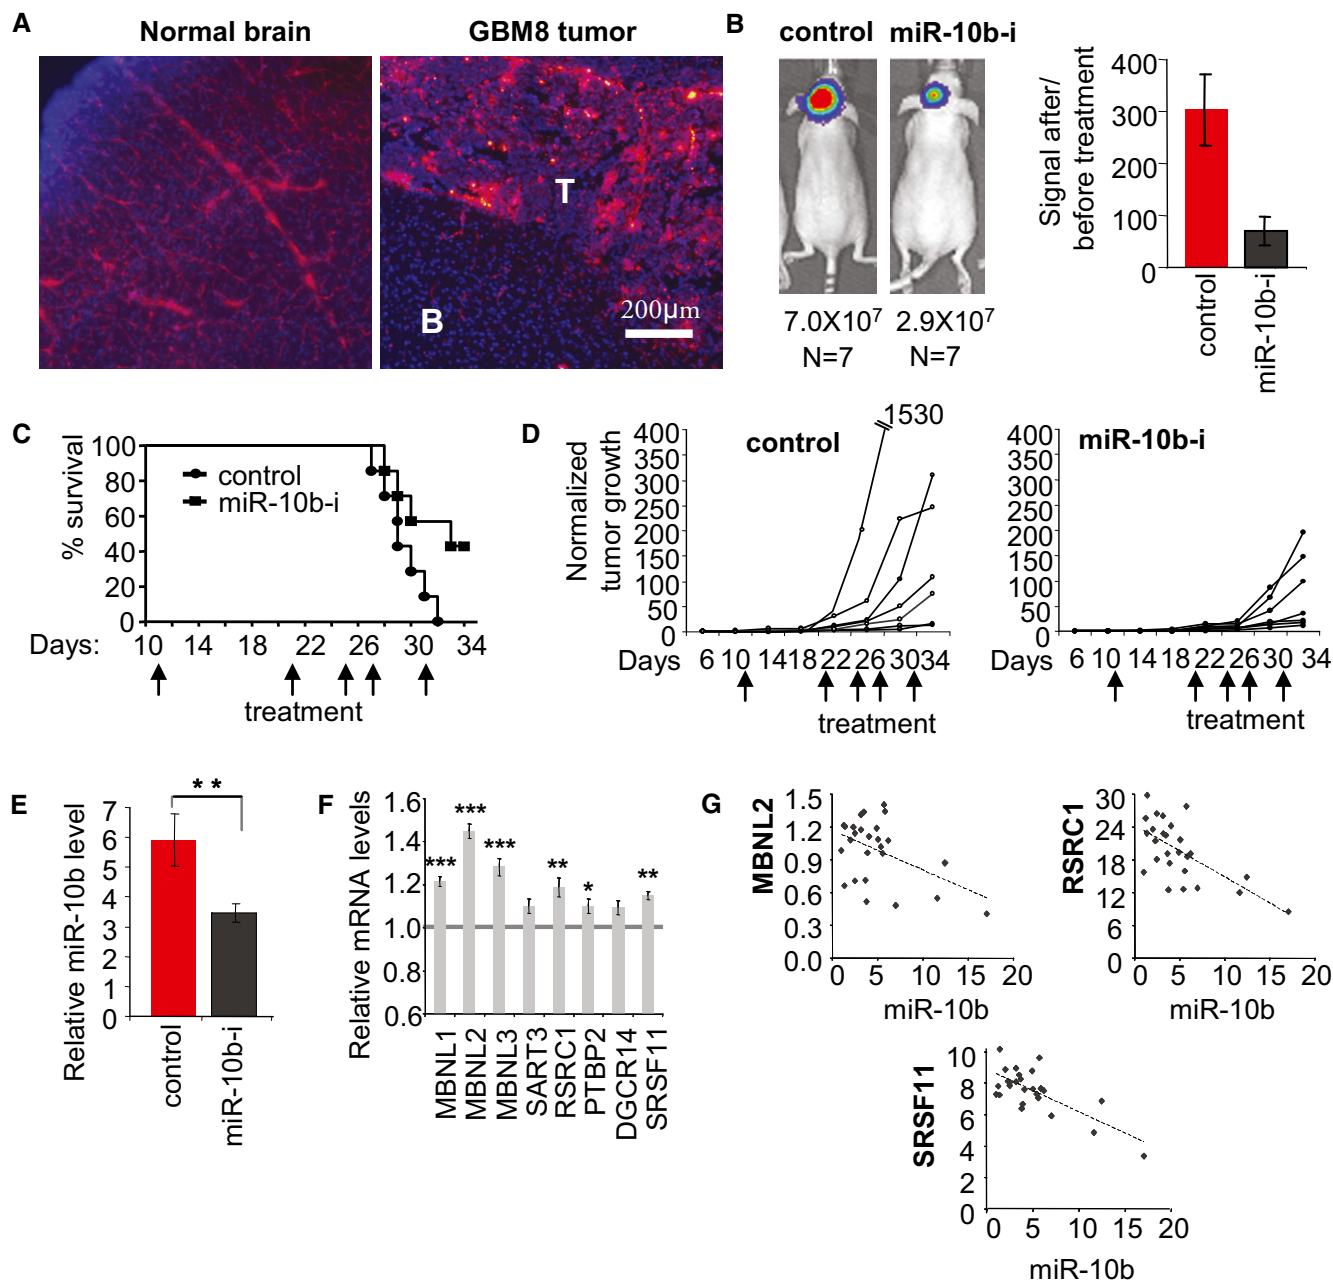 A
Normal brain
GBM8 tumor
T
B
200µm
B
control
miR-10b-i
7.0X10⁷
2.9X10⁷
N=7
N=7
Signal after/
before treatment
400
300
200
100
0
control
miR-10b-i
C
% survival
100
80
60
40
20
0
control
miR-10b-i
Days:
10 14 18 22 26 30 34
treatment
D
Normalized
tumor growth
control
1530
400
350
300
250
200
150
100
50
0
Days 6 10 14 18 22 26 30 34
treatment
miR-10b-i
400
350
300
250
200
150
100
50
0
Days 6 10 14 18 22 26 30 34
treatment
E
Relative miR-10b level
7
6
5
4
3
2
1
0
* *
control
miR-10b-i
F
Relative mRNA levels
1.6
1.4
1.2
1.0
0.8
0.6
***
***
***
**
*
**
MBNL1
MBNL2
MBNL3
SART3
RSRC1
PTBP2
DGCR14
SRSF11
G
MBNL2
1.5
1.2
0.9
0.6
0.3
0.0
0 5 10 15 20
miR-10b
RSRC1
30
24
18
12
6
0
0 5 10 15 20
miR-10b
SRSF11
10
8
6
4
2
0
0 5 10 15 20
miR-10b